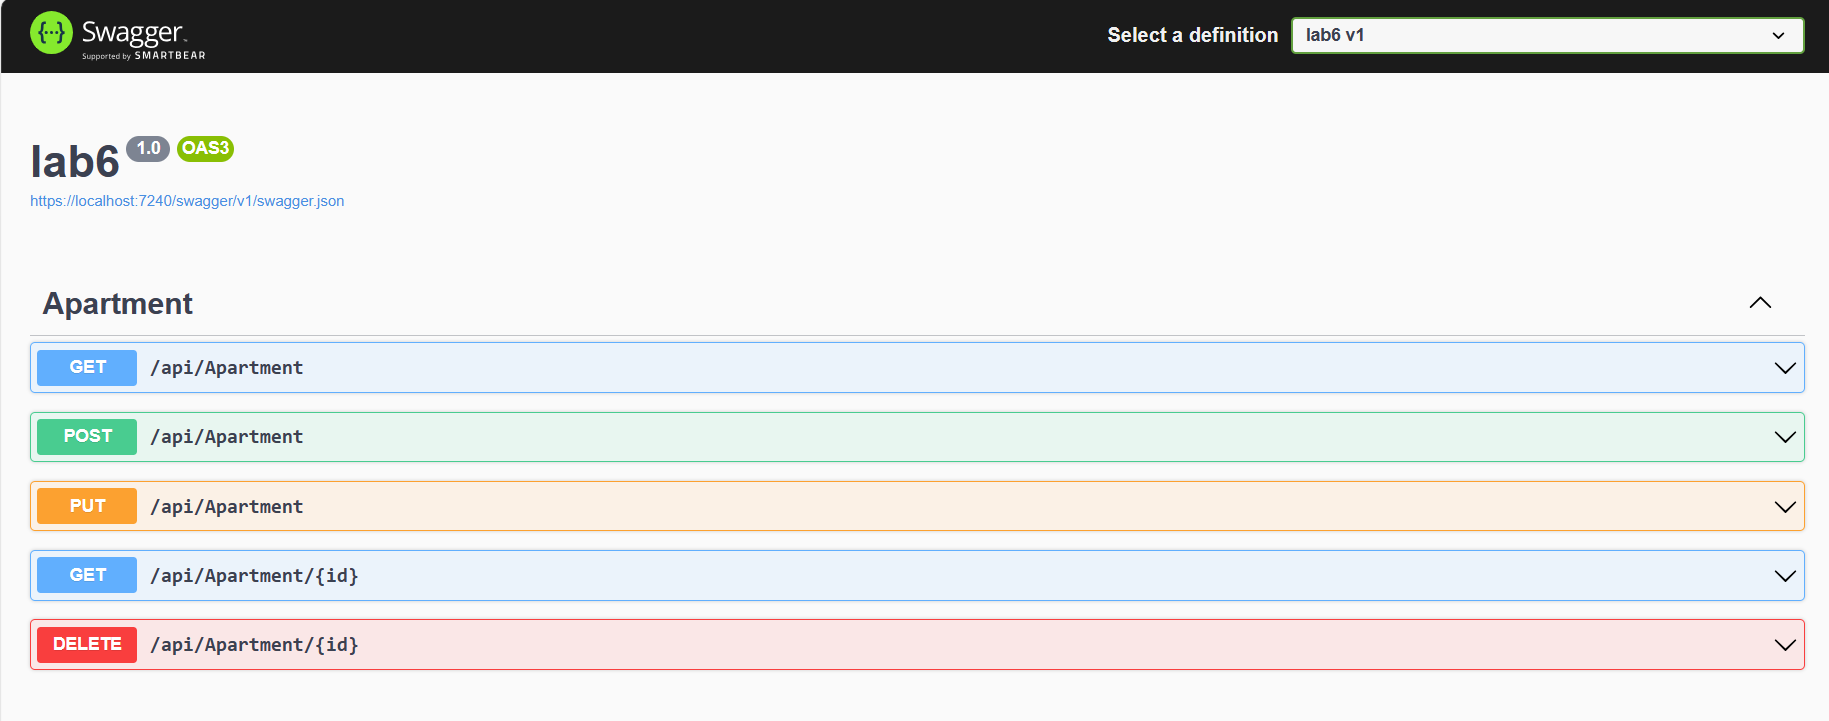 Swagger™
Supported by SMARTBEAR
Select a definition
lab6 v1
lab6 1.0 OAS3
https://localhost:7240/swagger/v1/swagger.json
Apartment
GET /api/Apartment
POST /api/Apartment
PUT /api/Apartment
GET /api/Apartment/{id}
DELETE /api/Apartment/{id}